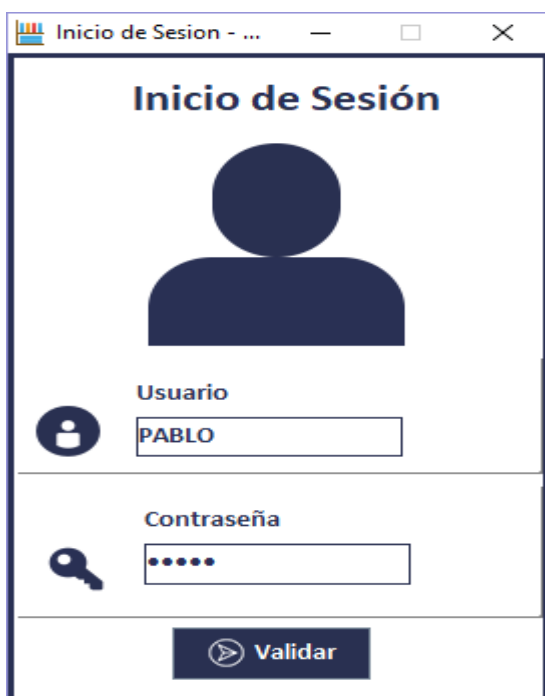 Inicio de Sesion - ...
Inicio de Sesión
Usuario
PABLO
Contraseña
•••••
Validar